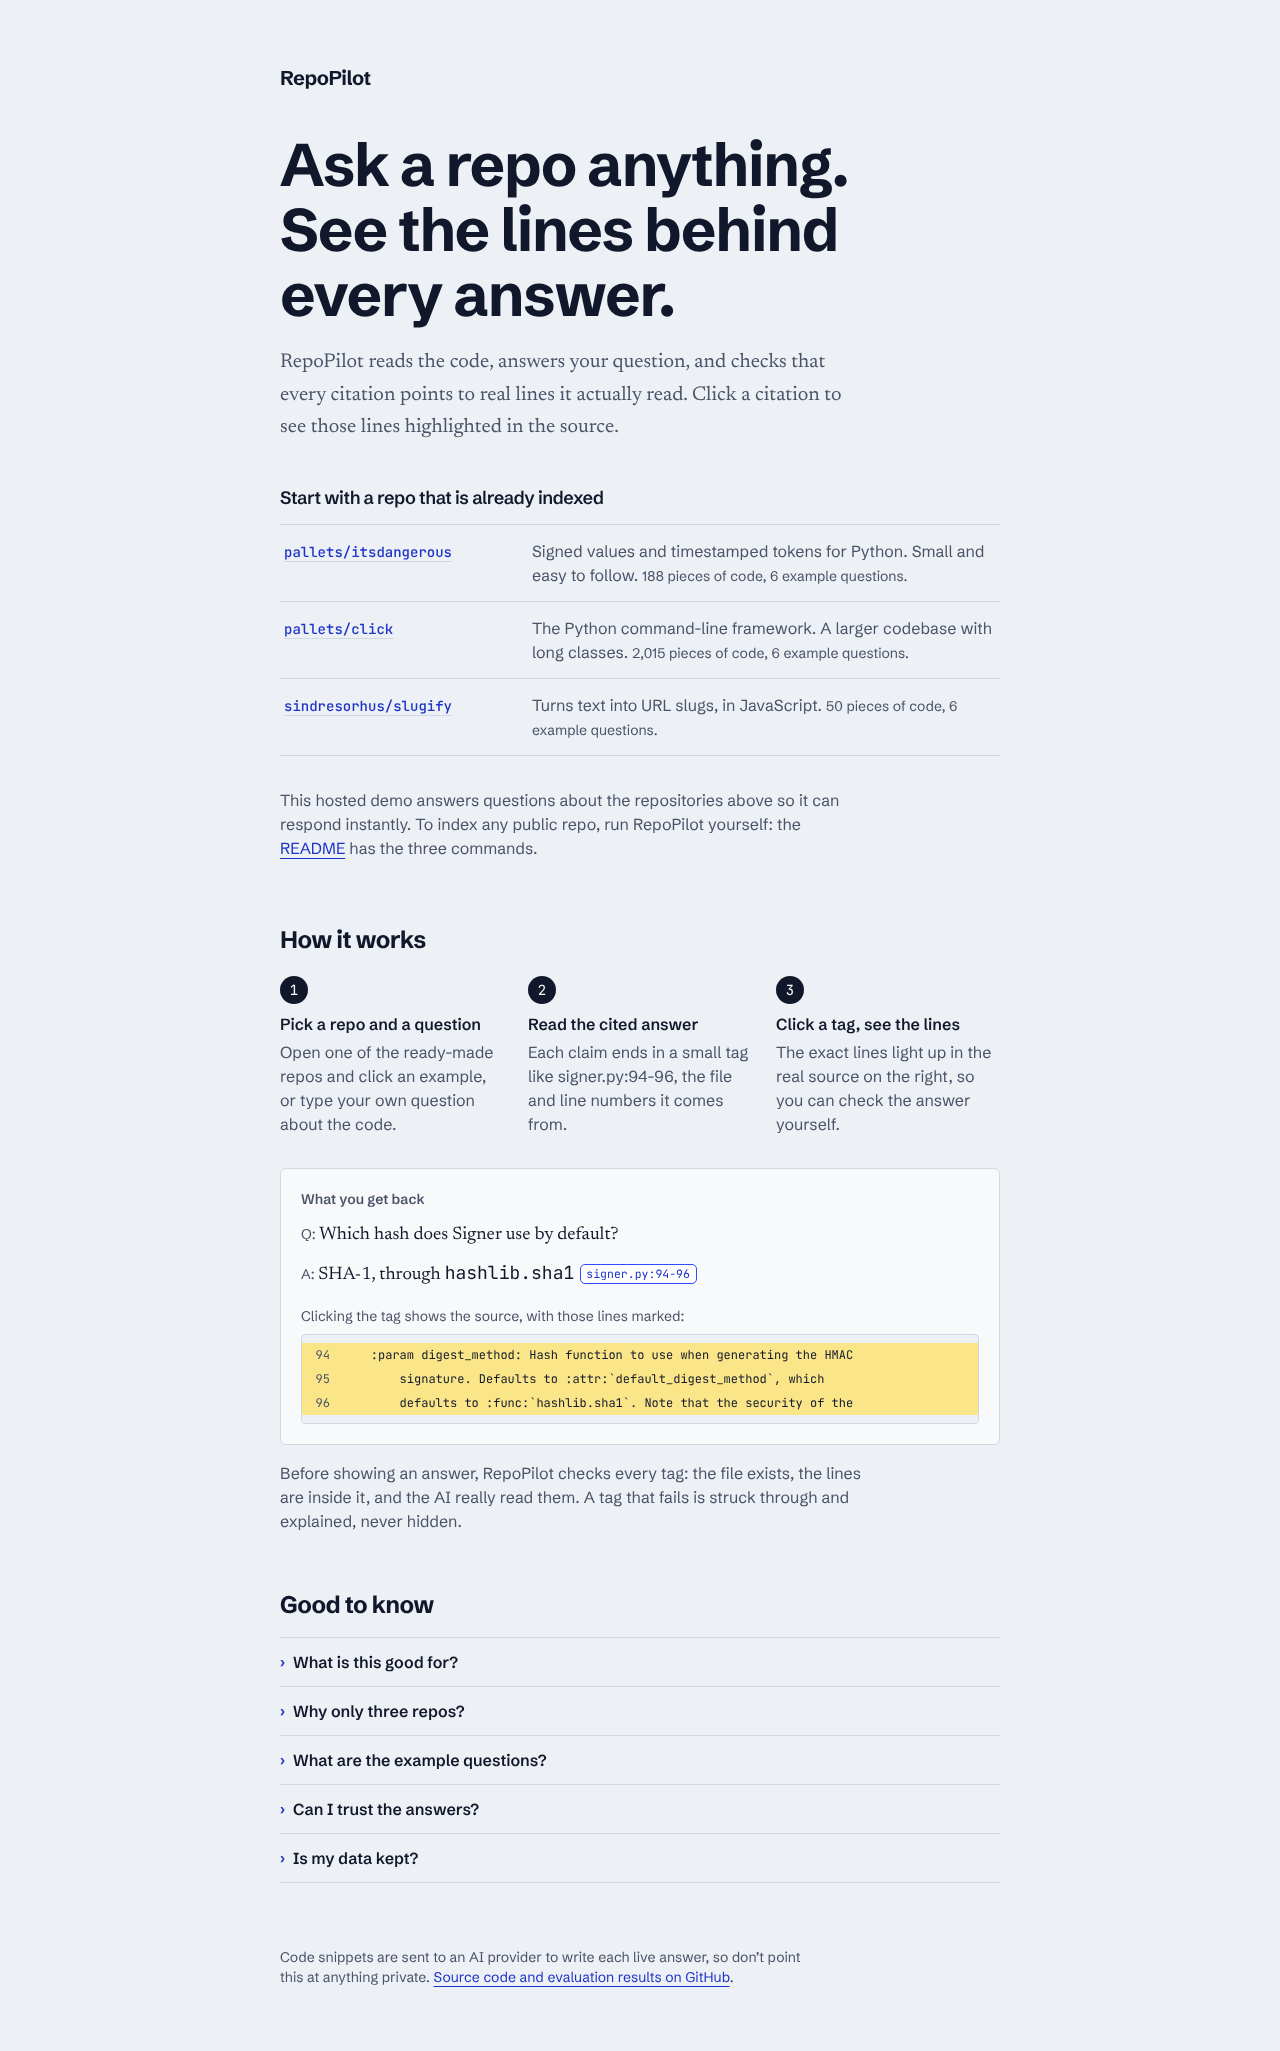 RepoPilot
Ask a repo anything.
See the lines behind
every answer.
RepoPilot reads the code, answers your question, and checks that
every citation points to real lines it actually read. Click a citation to
see those lines highlighted in the source.
Start with a repo that is already indexed
pallets/itsdangerous
Signed values and timestamped tokens for Python. Small and
easy to follow. 188 pieces of code, 6 example questions.
pallets/click
The Python command-line framework. A larger codebase with
long classes. 2,015 pieces of code, 6 example questions.
sindresorhus/slugify
Turns text into URL slugs, in JavaScript. 50 pieces of code, 6
example questions.
This hosted demo answers questions about the repositories above so it can
respond instantly. To index any public repo, run RepoPilot yourself: the
README has the three commands.
How it works
1
Pick a repo and a question
Open one of the ready-made
repos and click an example,
or type your own question
about the code.
2
Read the cited answer
Each claim ends in a small tag
like signer.py:94-96, the file
and line numbers it comes
from.
3
Click a tag, see the lines
The exact lines light up in the
real source on the right, so
you can check the answer
yourself.
What you get back
Q: Which hash does Signer use by default?
A: SHA-1, through hashlib.sha1 signer.py:94-96
Clicking the tag shows the source, with those lines marked:
94 :param digest_method: Hash function to use when generating the HMAC
95 signature. Defaults to :attr:`default_digest_method`, which
96 defaults to :func:`hashlib.sha1`. Note that the security of the
Before showing an answer, RepoPilot checks every tag: the file exists, the lines
are inside it, and the AI really read them. A tag that fails is struck through and
explained, never hidden.
Good to know
› What is this good for?
› Why only three repos?
› What are the example questions?
› Can I trust the answers?
› Is my data kept?
Code snippets are sent to an AI provider to write each live answer, so don’t point
this at anything private. Source code and evaluation results on GitHub.